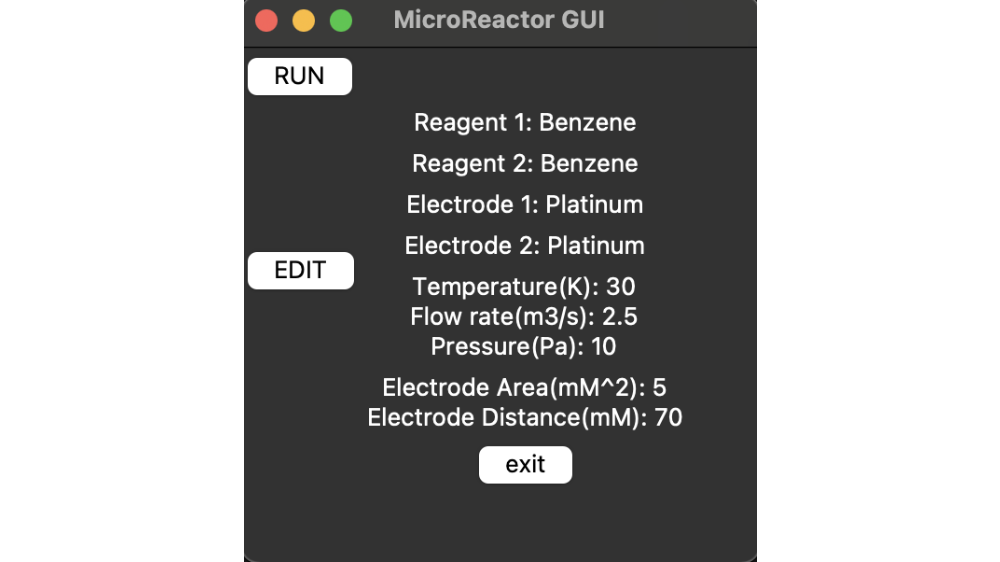 MicroReactor GUI
RUN
Reagent 1: Benzene
Reagent 2: Benzene
Electrode 1: Platinum
Electrode 2: Platinum
EDIT
Temperature(K): 30
Flow rate(m3/s): 2.5
Pressure(Pa): 10
Electrode Area(mM^2): 5
Electrode Distance(mM): 70
exit